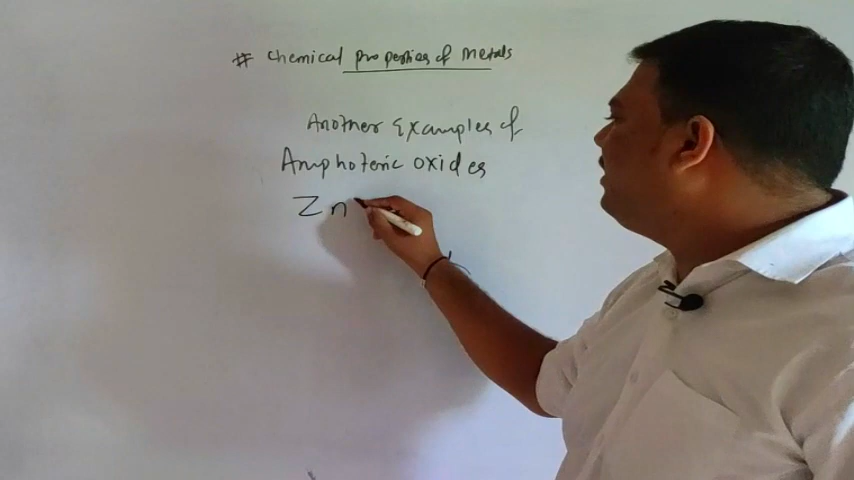 # Chemical properties of Metals
Another Examples of
Amphoteric oxides
Zn